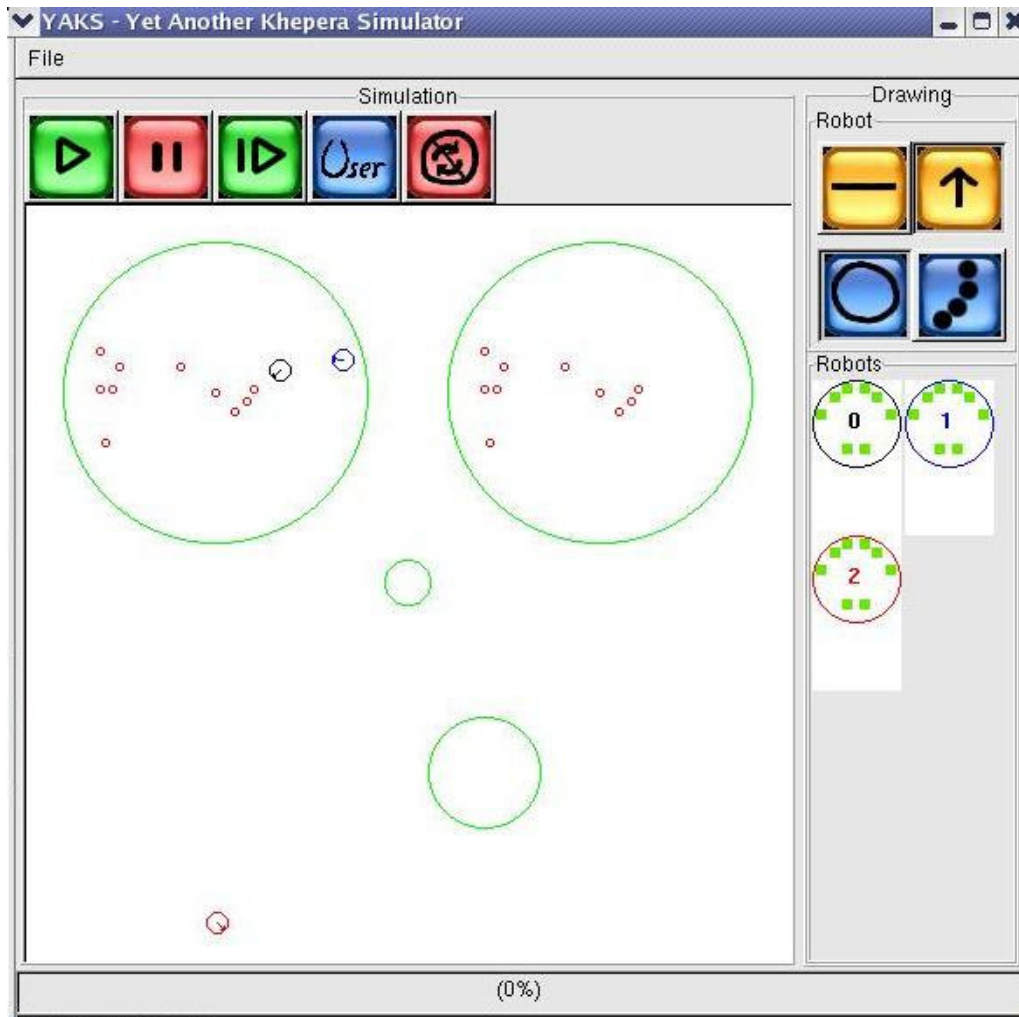 YAKS - Yet Another Khepera Simulator
File
Simulation
User
Drawing
Robot
Robots
0
1
2
(0%)